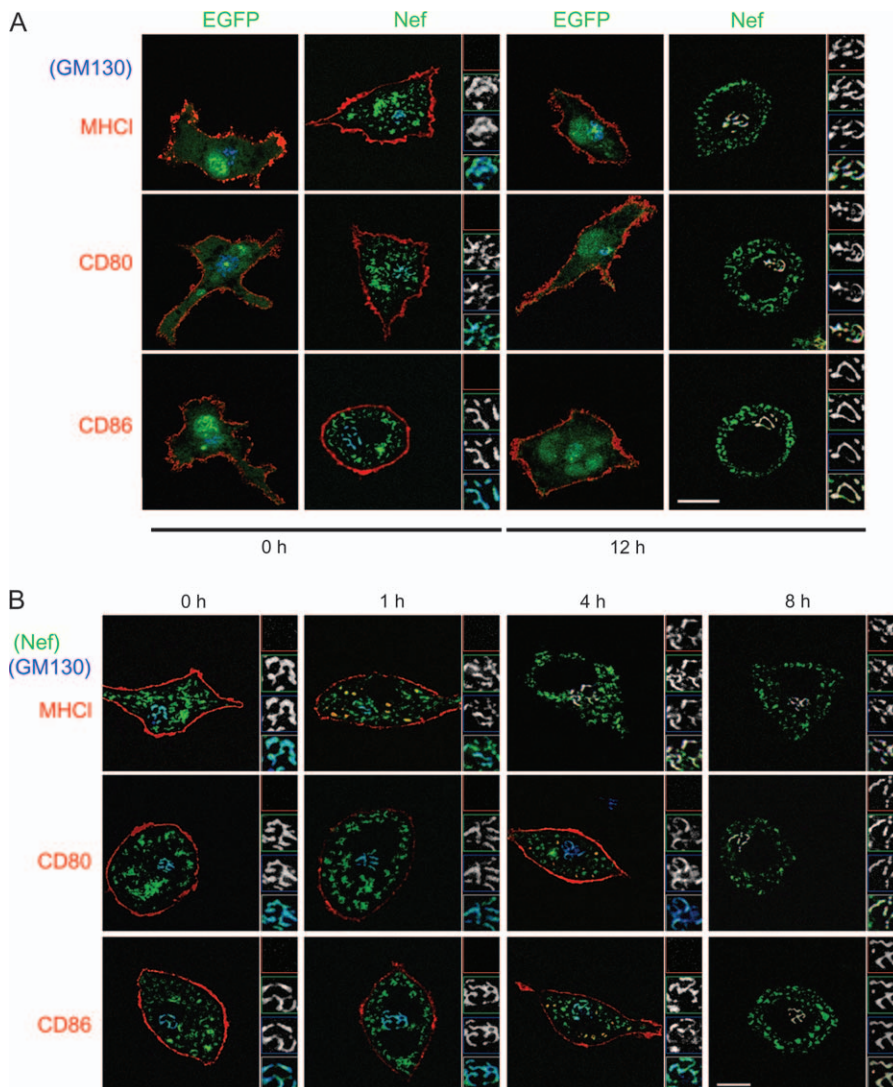 A
EGFP Nef EGFP Nef
(GM130)
MHCI
CD80
CD86
0 h 12 h
B
0 h 1 h 4 h 8 h
(Nef)
(GM130)
MHCI
CD80
CD86